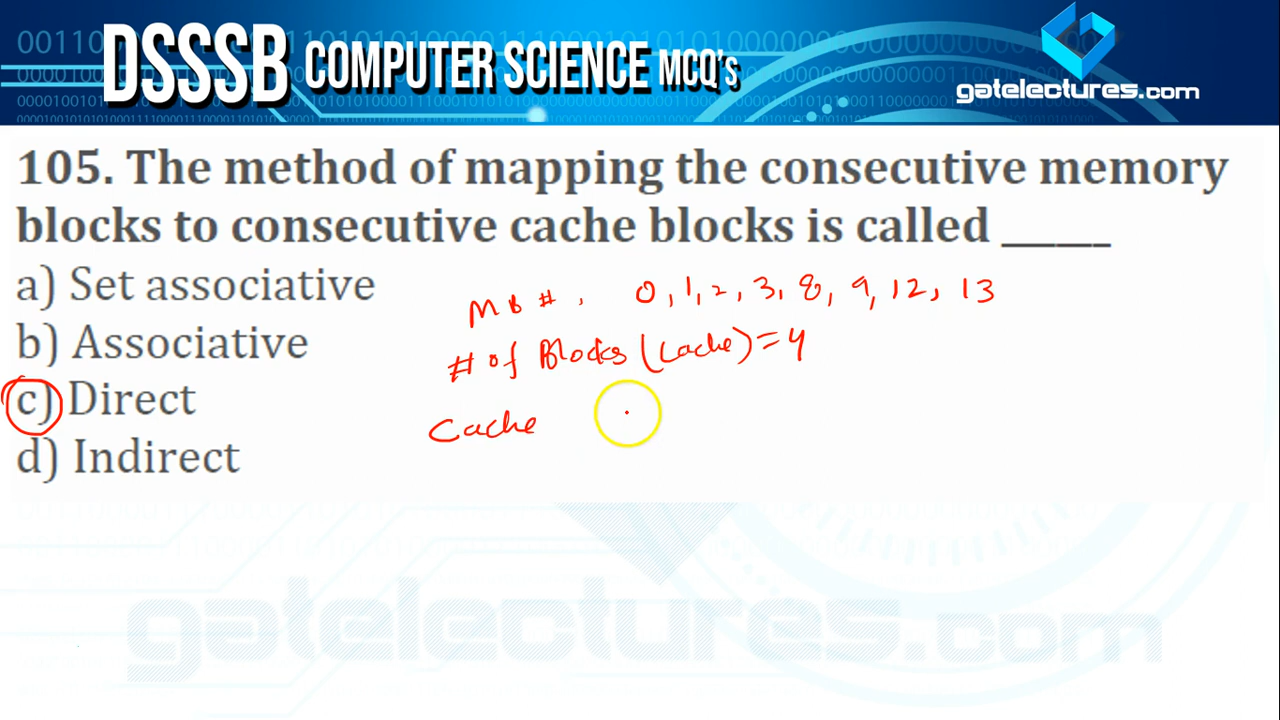 DSSSB COMPUTER SCIENCE MCQ's
gatelectures.com
105. The method of mapping the consecutive memory
blocks to consecutive cache blocks is called _____
a) Set associative
b) Associative
c) Direct
d) Indirect
MB #. 0, 1, 2, 3, 8, 9, 12, 13
# of Blocks (cache) = 4
Cache
gatelectures.com